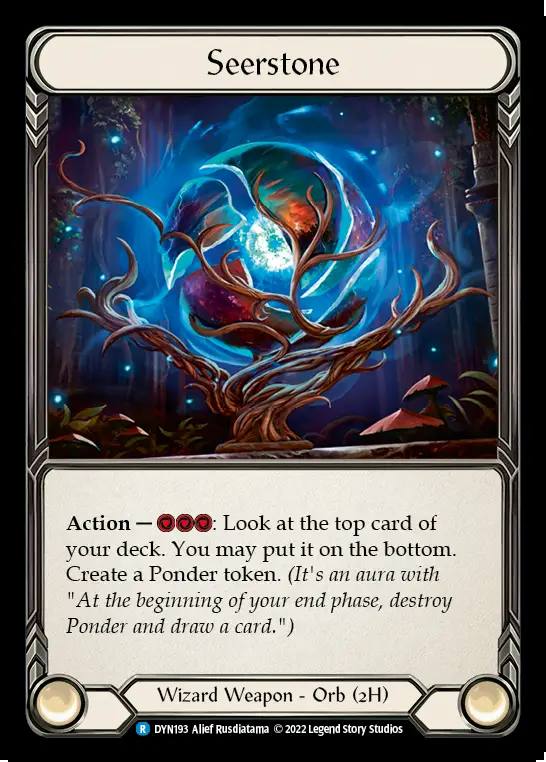 Seerstone
Action — : Look at the top card of
your deck. You may put it on the bottom.
Create a Ponder token. (It's an aura with
"At the beginning of your end phase, destroy
Ponder and draw a card.")
Wizard Weapon - Orb (2H)
R DYN193 Alief Rusdiatama © 2022 Legend Story Studios